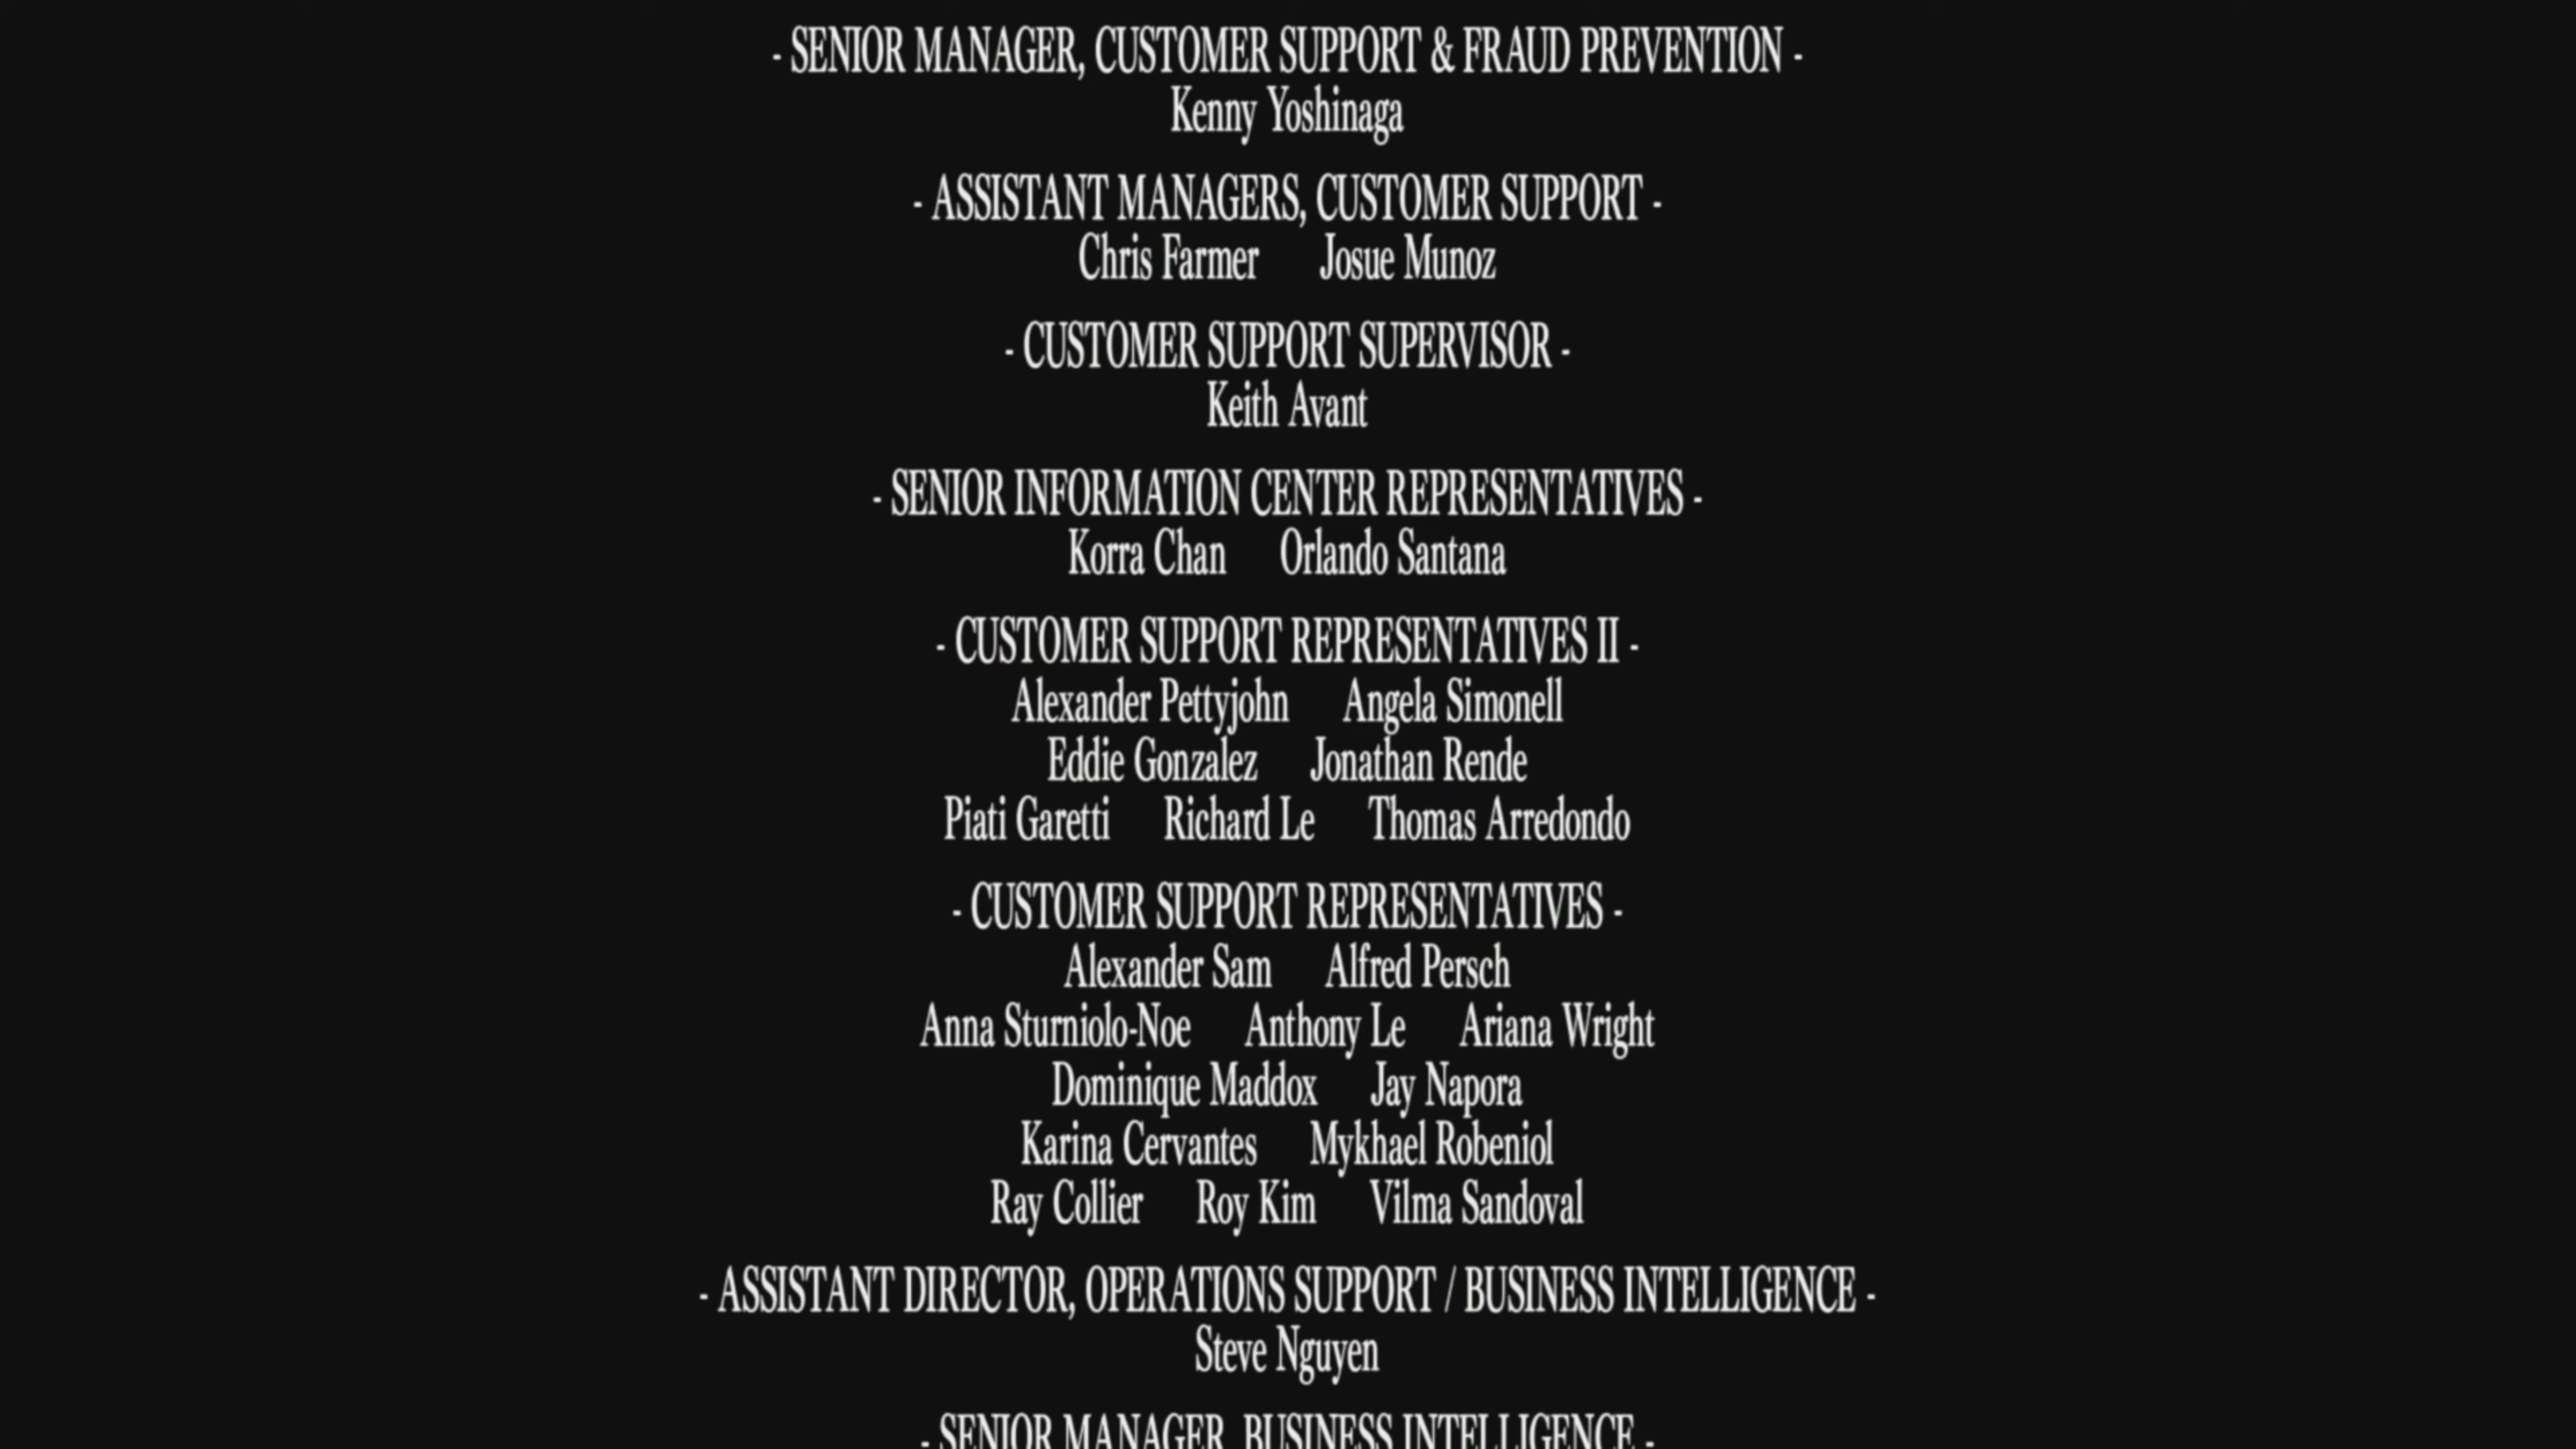 - SENIOR MANAGER, CUSTOMER SUPPORT & FRAUD PREVENTION -
Kenny Yoshinaga
- ASSISTANT MANAGERS, CUSTOMER SUPPORT -
Chris Farmer Josue Munoz
- CUSTOMER SUPPORT SUPERVISOR -
Keith Avant
- SENIOR INFORMATION CENTER REPRESENTATIVES -
Korra Chan Orlando Santana
- CUSTOMER SUPPORT REPRESENTATIVES II -
Alexander Pettyjohn Angela Simonell
Eddie Gonzalez Jonathan Rende
Piati Garetti Richard Le Thomas Arredondo
- CUSTOMER SUPPORT REPRESENTATIVES -
Alexander Sam Alfred Persch
Anna Sturniolo-Noe Anthony Le Ariana Wright
Dominique Maddox Jay Napora
Karina Cervantes Mykhael Robeniol
Ray Collier Roy Kim Vilma Sandoval
- ASSISTANT DIRECTOR, OPERATIONS SUPPORT / BUSINESS INTELLIGENCE -
Steve Nguyen
- SENIOR MANAGER, BUSINESS INTELLIGENCE -